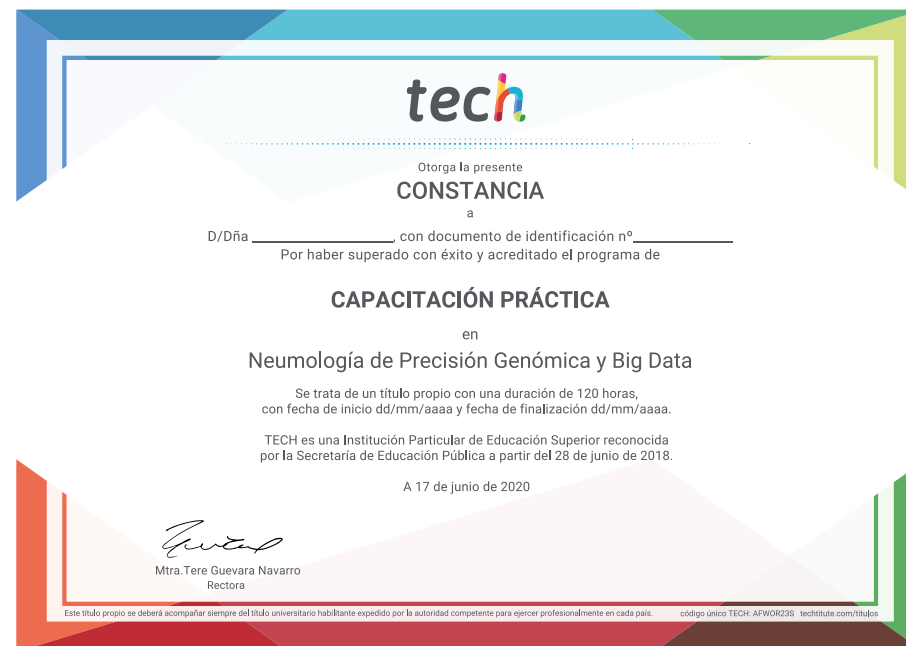 tech
Otorga la presente
CONSTANCIA
a
D/Dña ____________, con documento de identificación nº____________
Por haber superado con éxito y acreditado el programa de
CAPACITACIÓN PRÁCTICA
en
Neumología de Precisión Genómica y Big Data
Se trata de un título propio con una duración de 120 horas,
con fecha de inicio dd/mm/aaaa y fecha de finalización dd/mm/aaaa.
TECH es una Institución Particular de Educación Superior reconocida
por la Secretaría de Educación Pública a partir del 28 de junio de 2018.
A 17 de junio de 2020
Mtra.Tere Guevara Navarro
Rectora
Este título propio se deberá acompañar siempre del título universitario habilitante expedido por la autoridad competente para ejercer profesionalmente en cada país. código único TECH: AFWOR23S techtitute.com/titulos